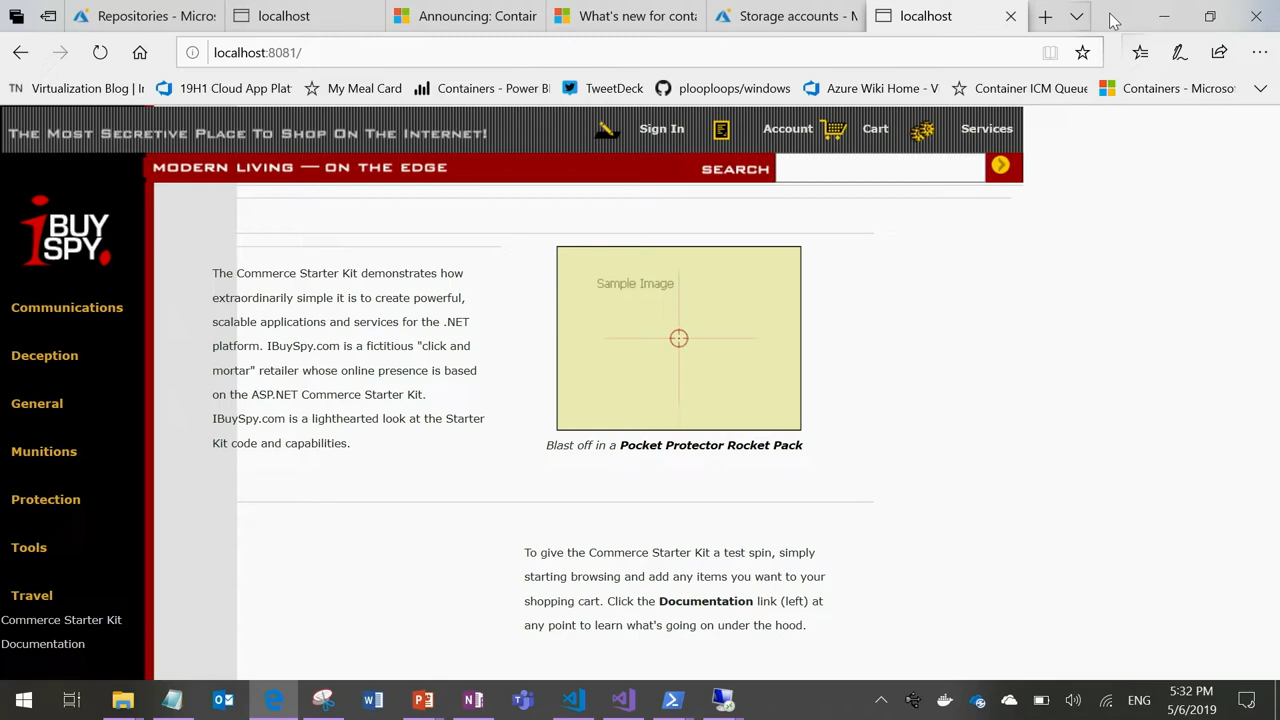 Repositories - Micros
localhost
Announcing: Contain
What's new for conta
Storage accounts - M
localhost
localhost:8081/
TN Virtualization Blog | In
19H1 Cloud App Plat
My Meal Card
Containers - Power B
TweetDeck
plooploops/windows
Azure Wiki Home - V
Container ICM Queue
Containers - Microso
The Most Secretive Place To Shop On The Internet!
Sign In
Account
Cart
Services
MODERN LIVING — ON THE EDGE
SEARCH
iBUY
SPY.
Communications
Deception
General
Munitions
Protection
Tools
Travel
Commerce Starter Kit
Documentation
The Commerce Starter Kit demonstrates how
extraordinarily simple it is to create powerful,
scalable applications and services for the .NET
platform. IBuySpy.com is a fictitious "click and
mortar" retailer whose online presence is based
on the ASP.NET Commerce Starter Kit.
IBuySpy.com is a lighthearted look at the Starter
Kit code and capabilities.
Sample Image
Blast off in a Pocket Protector Rocket Pack
To give the Commerce Starter Kit a test spin, simply
starting browsing and add any items you want to your
shopping cart. Click the Documentation link (left) at
any point to learn what's going on under the hood.
ENG
5:32 PM
5/6/2019